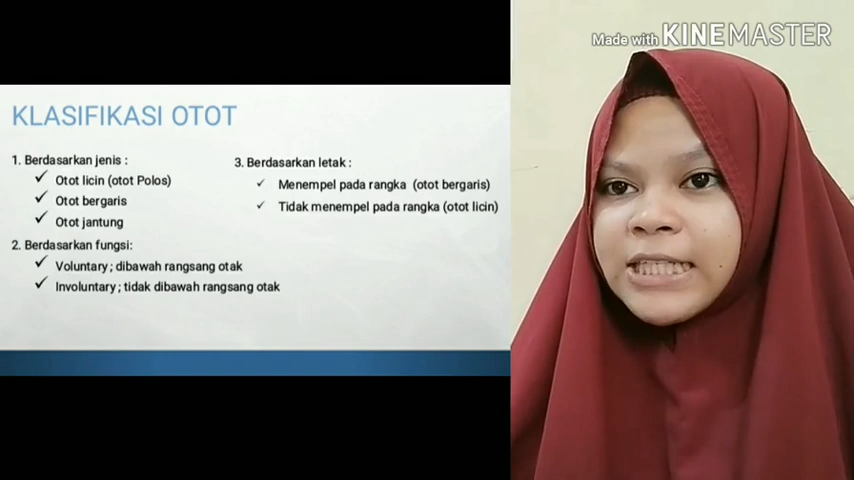 Made with KINEMASTER
KLASIFIKASI OTOT
1. Berdasarkan jenis :
Otot licin (otot Polos)
Otot bergaris
Otot jantung
2. Berdasarkan fungsi:
Voluntary ; dibawah rangsang otak
Involuntary ; tidak dibawah rangsang otak
3. Berdasarkan letak :
Menempel pada rangka (otot bergaris)
Tidak menempel pada rangka (otot licin)